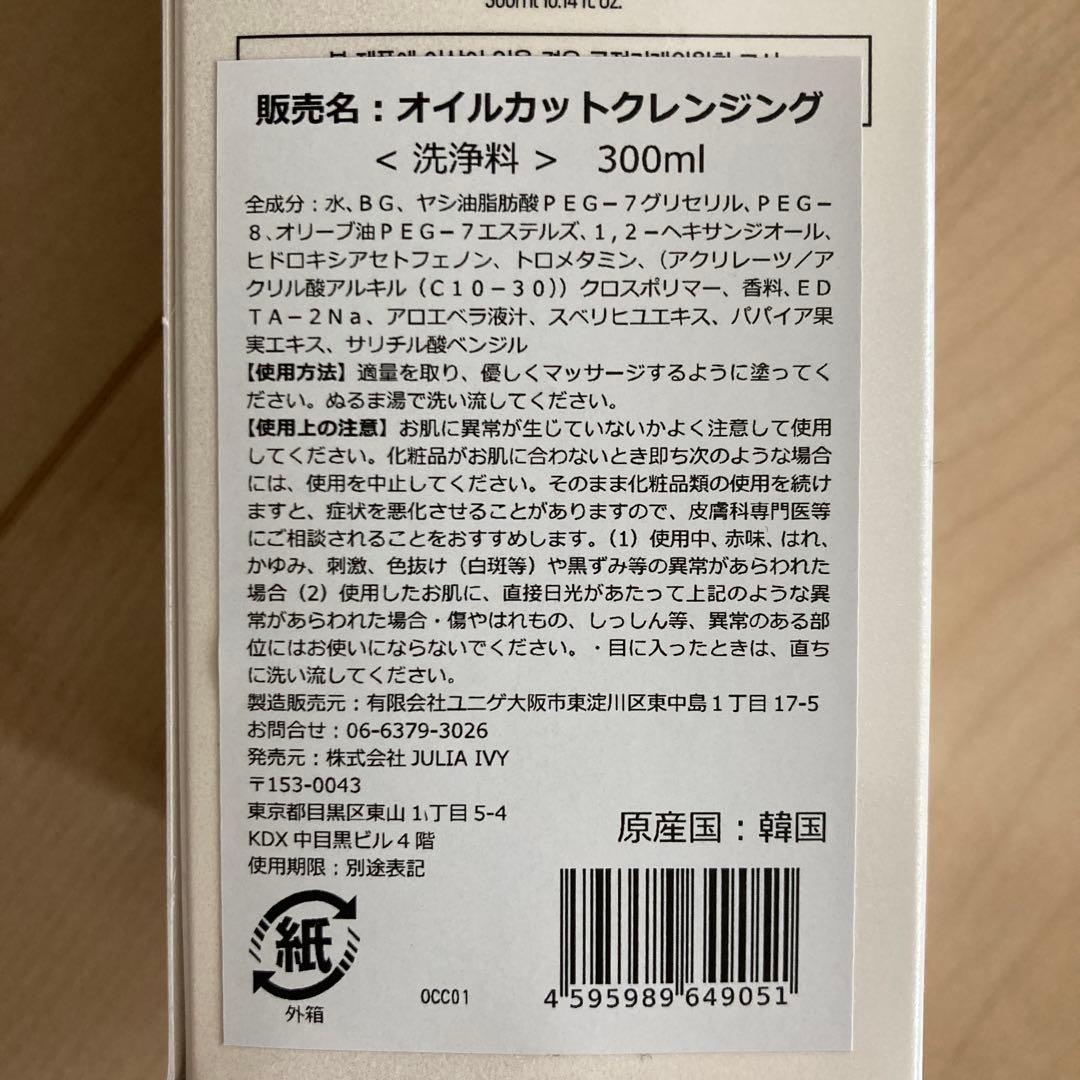 300ml 10.14 fl oz.
販売名：オイルカットクレンジング
＜ 洗浄料 ＞　300ml
全成分：水、ＢＧ、ヤシ油脂肪酸ＰＥＧ－７グリセリル、ＰＥＧ－
８、オリーブ油ＰＥＧ－７エステルズ、１,２－ヘキサンジオール、
ヒドロキシアセトフェノン、トロメタミン、（アクリレーツ／ア
クリル酸アルキル（Ｃ１０－３０））クロスポリマー、香料、ＥＤ
ＴＡ－２Ｎａ、アロエベラ液汁、スベリヒユエキス、パパイア果
実エキス、サリチル酸ベンジル
【使用方法】適量を取り、優しくマッサージするように塗ってく
ださい。ぬるま湯で洗い流してください。
【使用上の注意】お肌に異常が生じていないかよく注意して使用
してください。化粧品がお肌に合わないとき即ち次のような場合
には、使用を中止してください。そのまま化粧品類の使用を続け
ますと、症状を悪化させることがありますので、皮膚科専門医等
にご相談されることをおすすめします。（1）使用中、赤味、はれ、
かゆみ、刺激、色抜け（白斑等）や黒ずみ等の異常があらわれた
場合（2）使用したお肌に、直接日光があたって上記のような異
常があらわれた場合・傷やはれもの、しっしん等、異常のある部
位にはお使いにならないでください。・目に入ったときは、直ち
に洗い流してください。
製造販売元：有限会社ユニゲ大阪市東淀川区東中島１丁目 17-5
お問合せ：06-6379-3026
発売元：株式会社 JULIA IVY
〒153-0043
東京都目黒区東山 1丁目 5-4
KDX 中目黒ビル 4 階
使用期限：別途表記
原産国：韓国
紙
外箱
OCC01
4 595989 649051